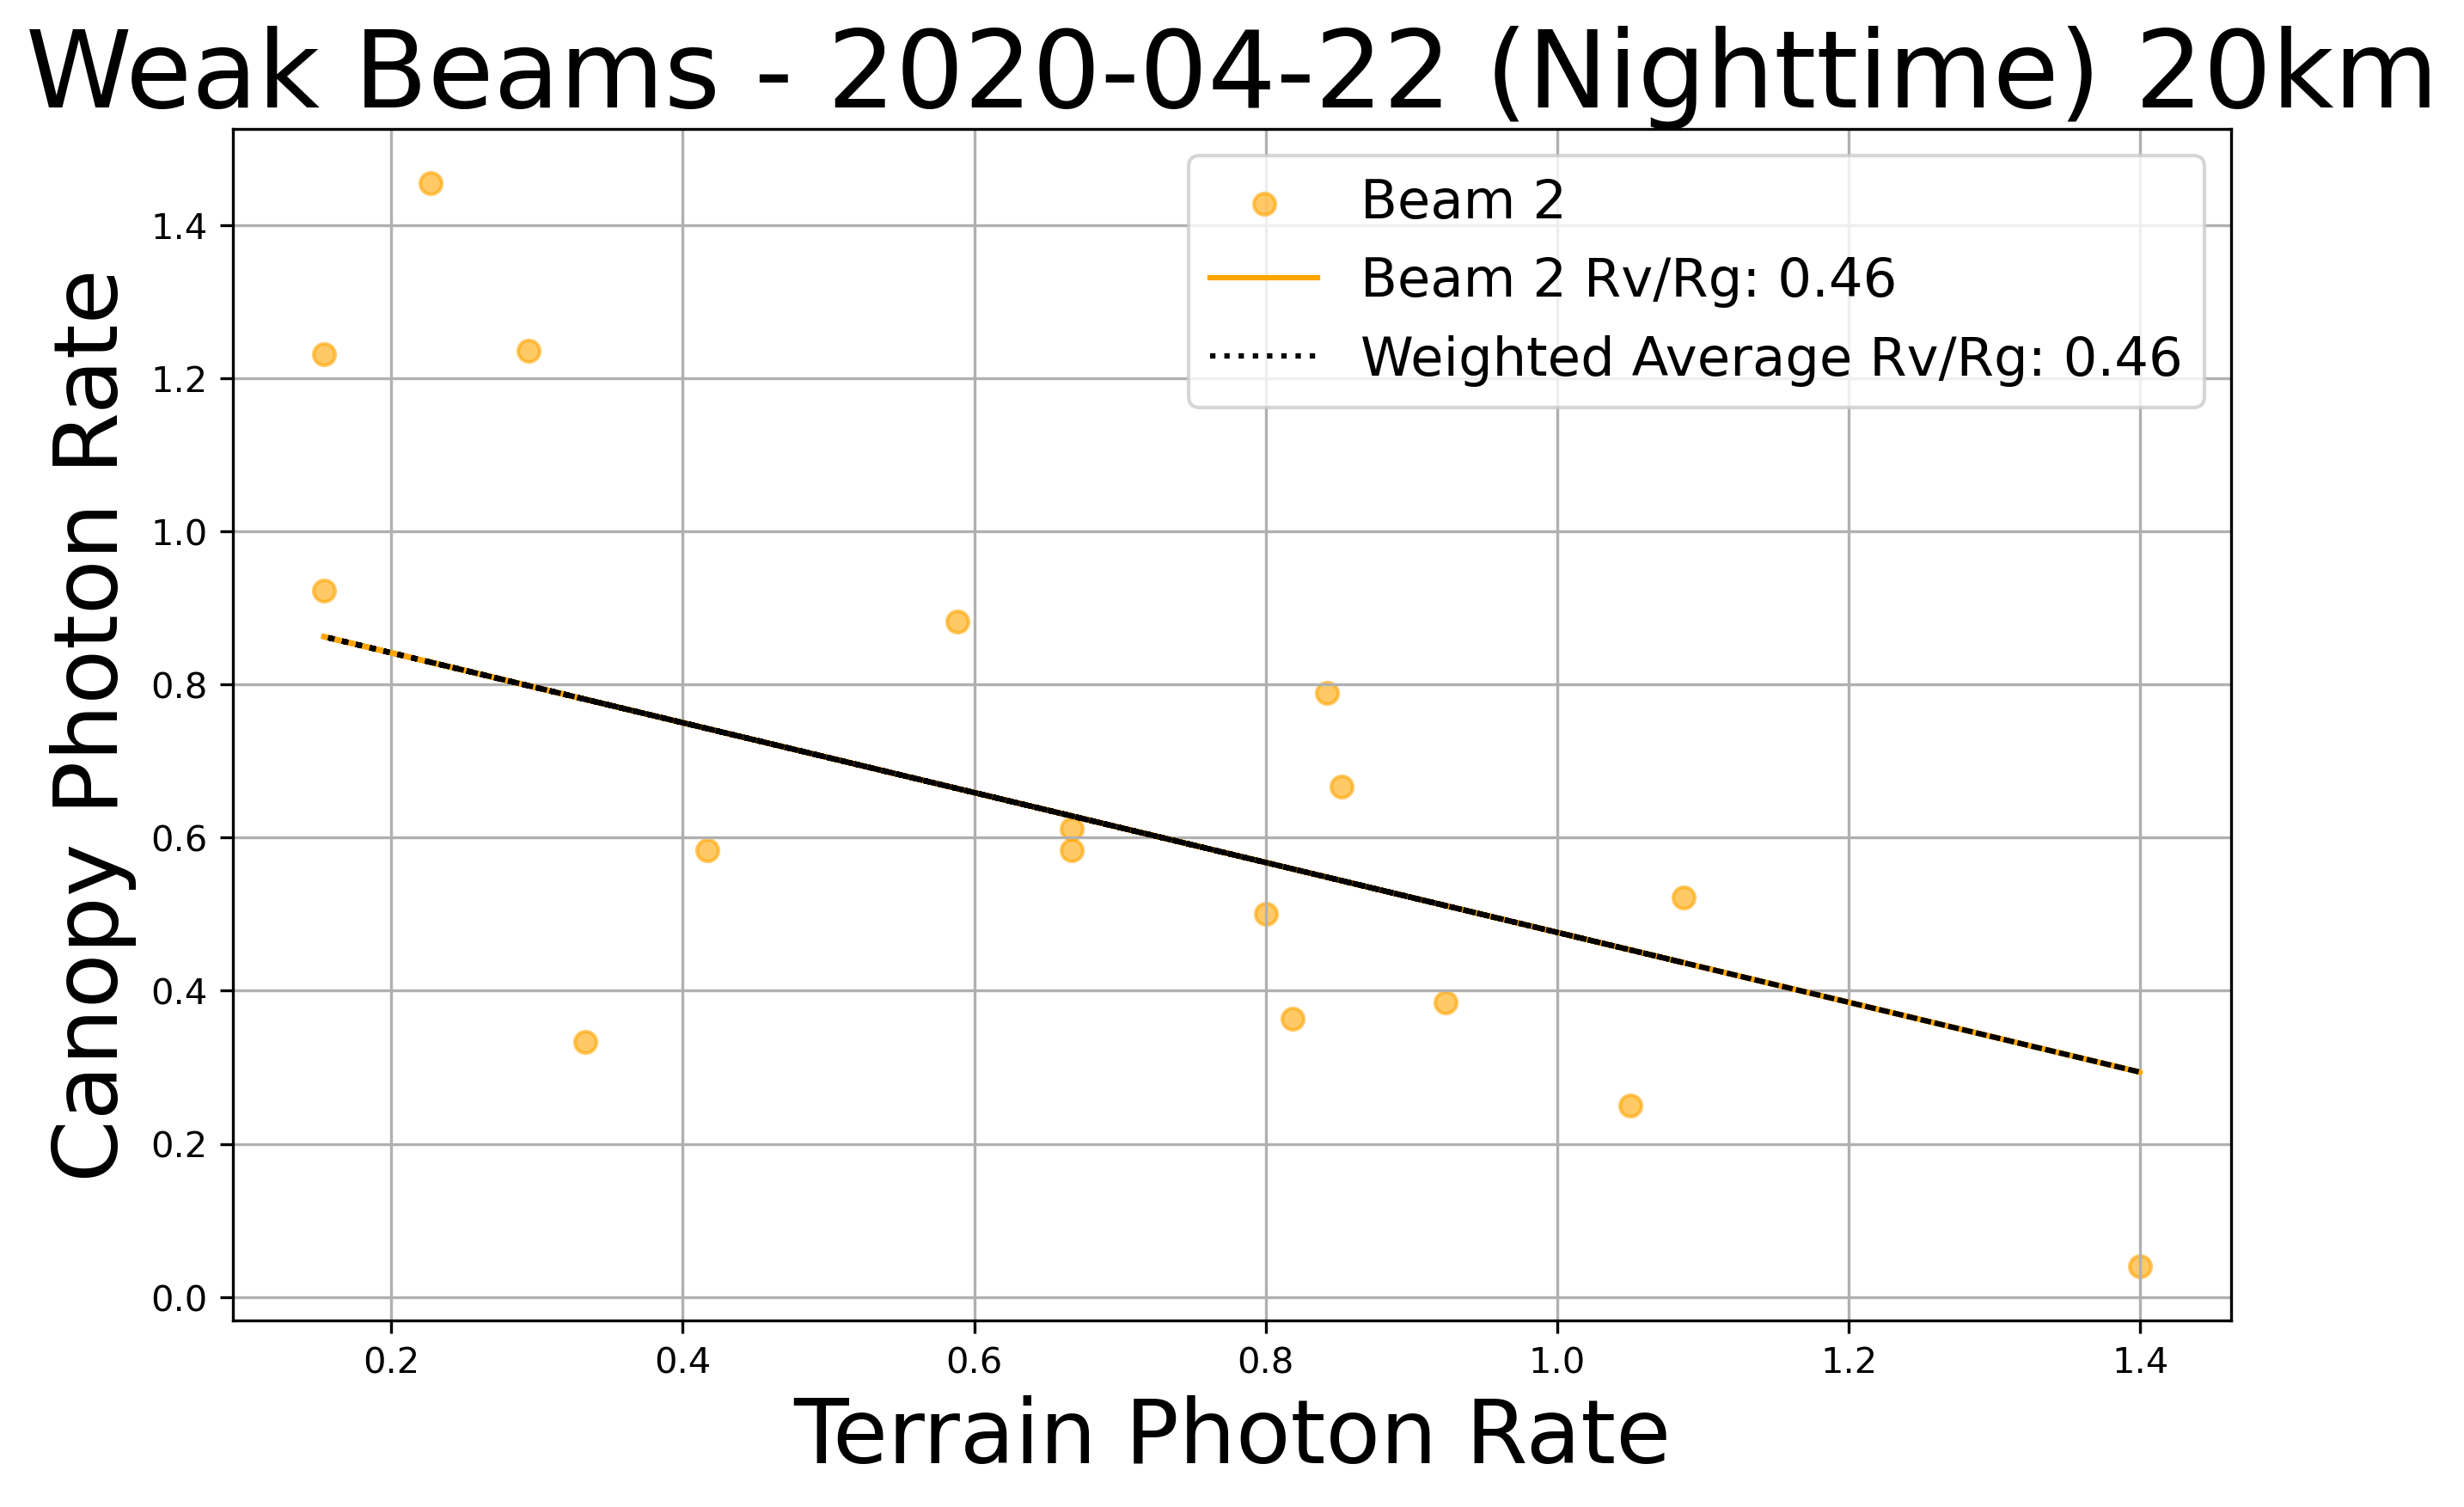 Weak Beams - 2020-04-22 (Nighttime) 20km
Beam 2
Beam 2 Rv/Rg: 0.46
Weighted Average Rv/Rg: 0.46
Canopy Photon Rate
1.4
1.2
1.0
0.8
0.6
0.4
0.2
0.0
0.2 0.4 0.6 0.8 1.0 1.2 1.4
Terrain Photon Rate